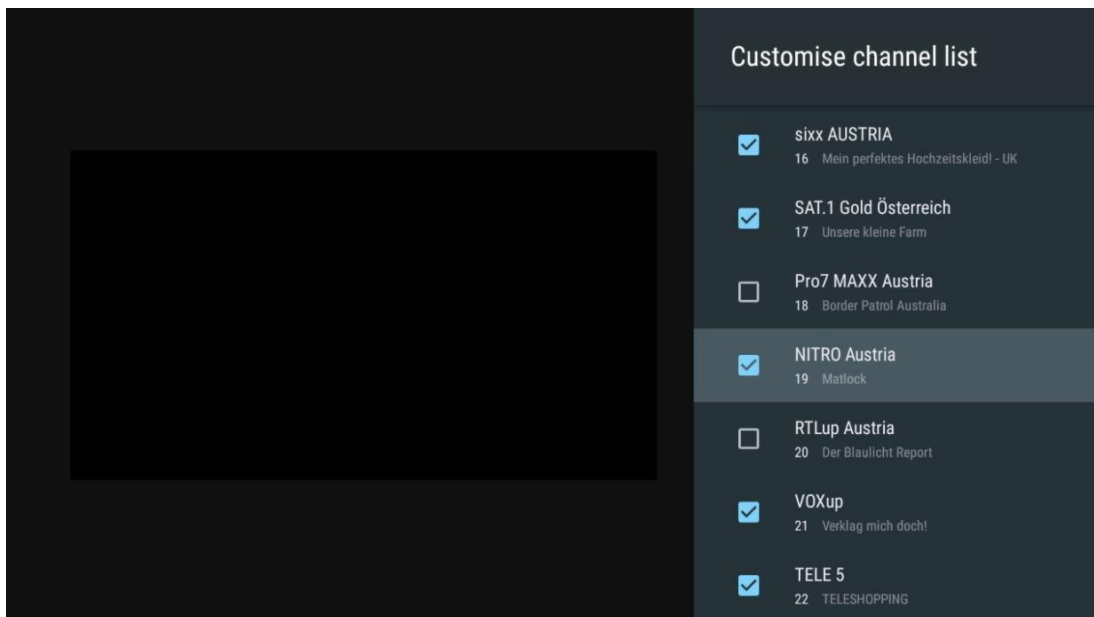 Customise channel list
sixx AUSTRIA
16 Mein perfektes Hochzeitskleid! - UK
SAT.1 Gold Österreich
17 Unsere kleine Farm
Pro7 MAXX Austria
18 Border Patrol Australia
NITRO Austria
19 Matlock
RTLup Austria
20 Der Blaulicht Report
VOXup
21 Verklag mich doch!
TELE 5
22 TELESHOPPING